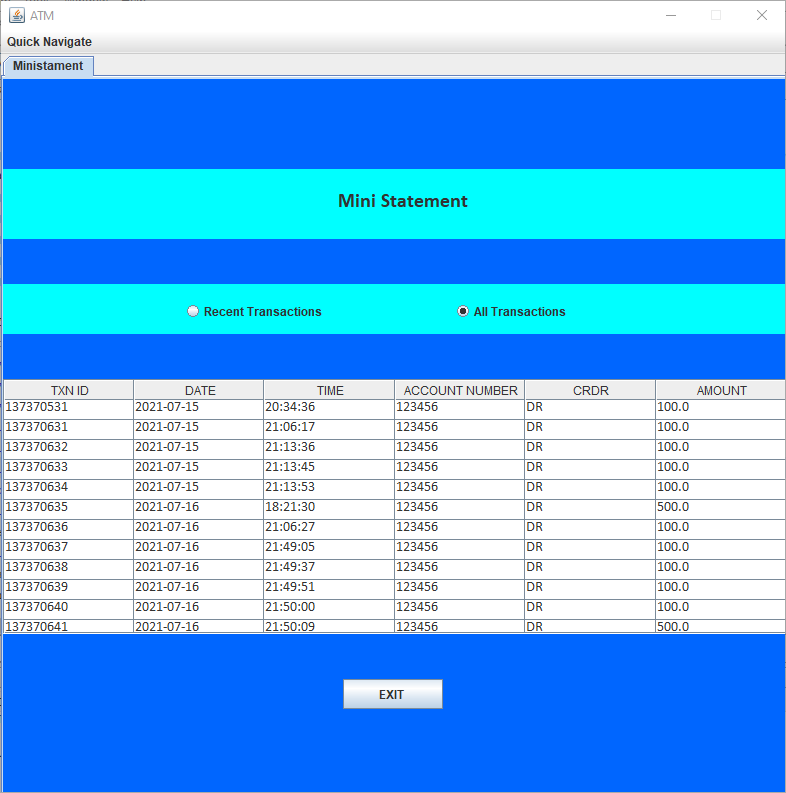 ATM
Quick Navigate
Ministament
Mini Statement
Recent Transactions All Transactions
TXN ID DATE TIME ACCOUNT NUMBER CRDR AMOUNT
137370531 2021-07-15 20:34:36 123456 DR 100.0
137370631 2021-07-15 21:06:17 123456 DR 100.0
137370632 2021-07-15 21:13:36 123456 DR 100.0
137370633 2021-07-15 21:13:45 123456 DR 100.0
137370634 2021-07-15 21:13:53 123456 DR 100.0
137370635 2021-07-16 18:21:30 123456 DR 500.0
137370636 2021-07-16 21:06:27 123456 DR 100.0
137370637 2021-07-16 21:49:05 123456 DR 100.0
137370638 2021-07-16 21:49:37 123456 DR 100.0
137370639 2021-07-16 21:49:51 123456 DR 100.0
137370640 2021-07-16 21:50:00 123456 DR 100.0
137370641 2021-07-16 21:50:09 123456 DR 500.0
EXIT